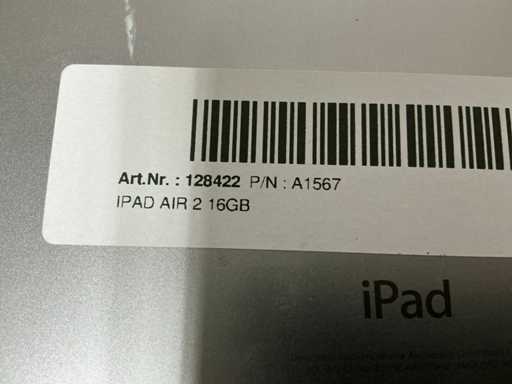 Art.Nr. : 128422 P/N : A1567
IPAD AIR 2 16GB
iPad